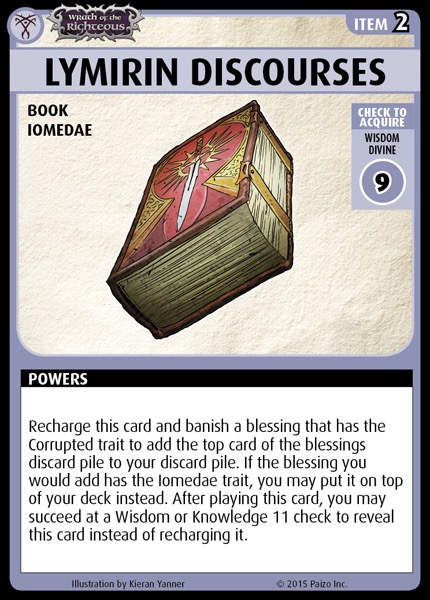 Wrath of the
Righteous
ITEM 2
LYMIRIN DISCOURSES
BOOK
IOMEDAE
CHECK TO
ACQUIRE
WISDOM
DIVINE
9
POWERS
Recharge this card and banish a blessing that has the
Corrupted trait to add the top card of the blessings
discard pile to your discard pile. If the blessing you
would add has the Iomedae trait, you may put it on top
of your deck instead. After playing this card, you may
succeed at a Wisdom or Knowledge 11 check to reveal
this card instead of recharging it.
Illustration by Kieran Yanner
© 2015 Paizo Inc.